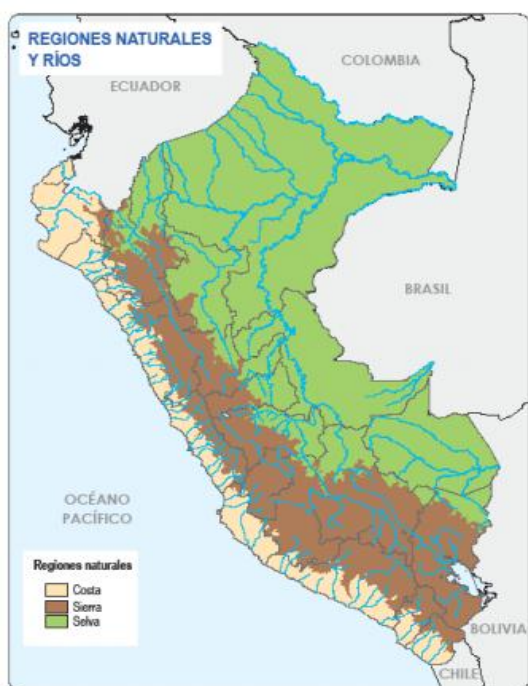 REGIONES NATURALES
Y RÍOS
COLOMBIA
ECUADOR
BRASIL
OCÉANO
PACÍFICO
Regiones naturales
Costa
Sierra
Selva
BOLIVIA
CHILE